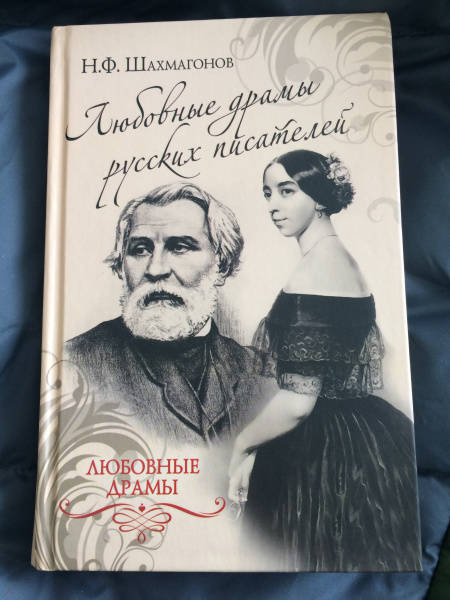 Н.Ф. Шахмагонов
Любовные драмы
русских писателей
ЛЮБОВНЫЕ
ДРАМЫ